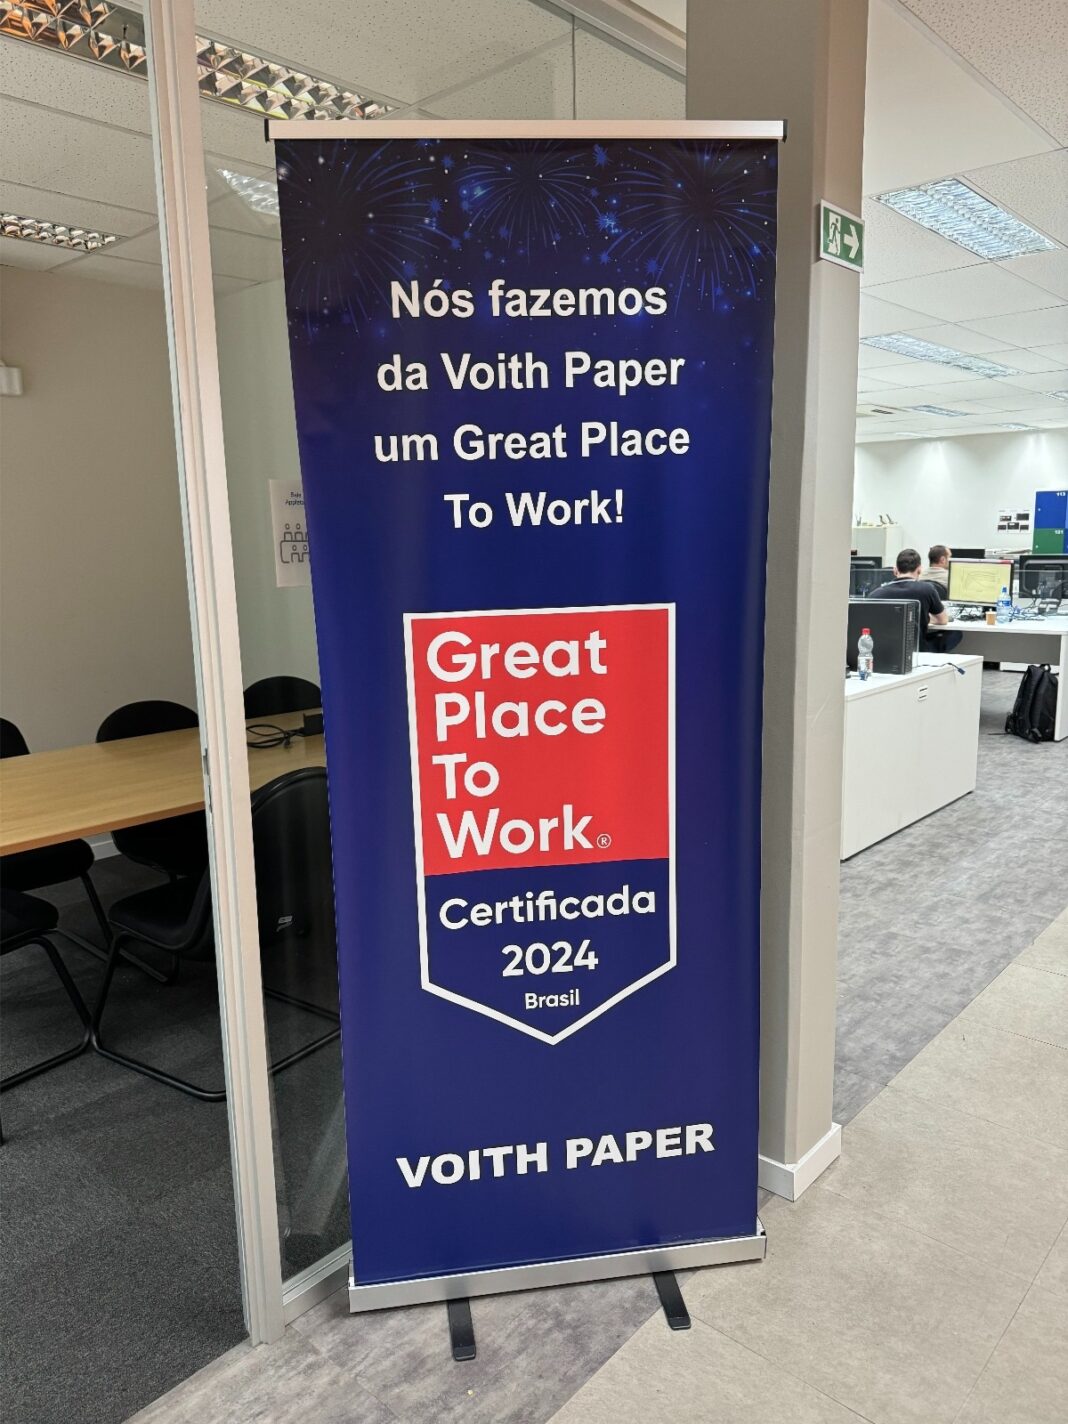 Nós fazemos
da Voith Paper
um Great Place
To Work!
Great
Place
To
Work®
Certificada
2024
Brasil
VOITH PAPER